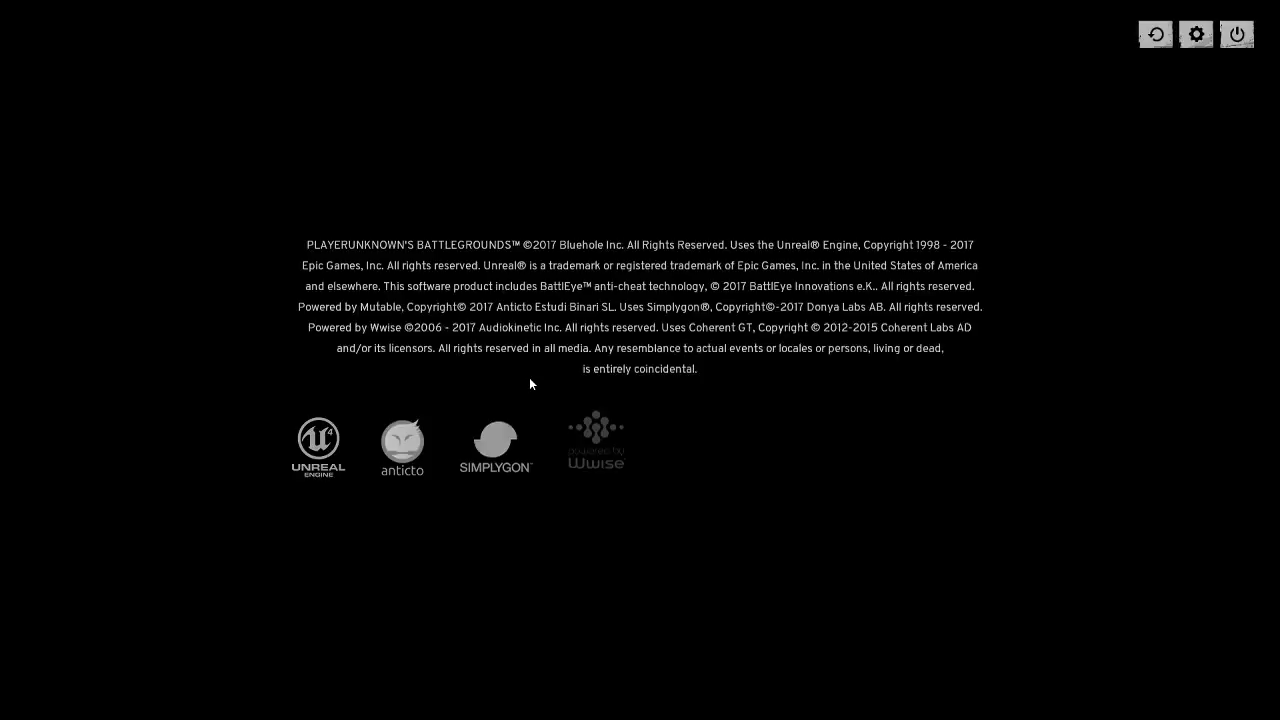 PLAYERUNKNOWN'S BATTLEGROUNDS™ ©2017 Bluehole Inc. All Rights Reserved. Uses the Unreal® Engine, Copyright 1998 - 2017
Epic Games, Inc. All rights reserved. Unreal® is a trademark or registered trademark of Epic Games, Inc. in the United States of America
and elsewhere. This software product includes BattlEye™ anti-cheat technology, © 2017 BattlEye Innovations e.K.. All rights reserved.
Powered by Mutable, Copyright© 2017 Anticto Estudi Binari SL. Uses Simplygon®, Copyright©-2017 Donya Labs AB. All rights reserved.
Powered by Wwise ©2006 - 2017 Audiokinetic Inc. All rights reserved. Uses Coherent GT, Copyright © 2012-2015 Coherent Labs AD
and/or its licensors. All rights reserved in all media. Any resemblance to actual events or locales or persons, living or dead,
is entirely coincidental.
U4
UNREAL
ENGINE
anticto
SIMPLYGON™
powered by
Wwise